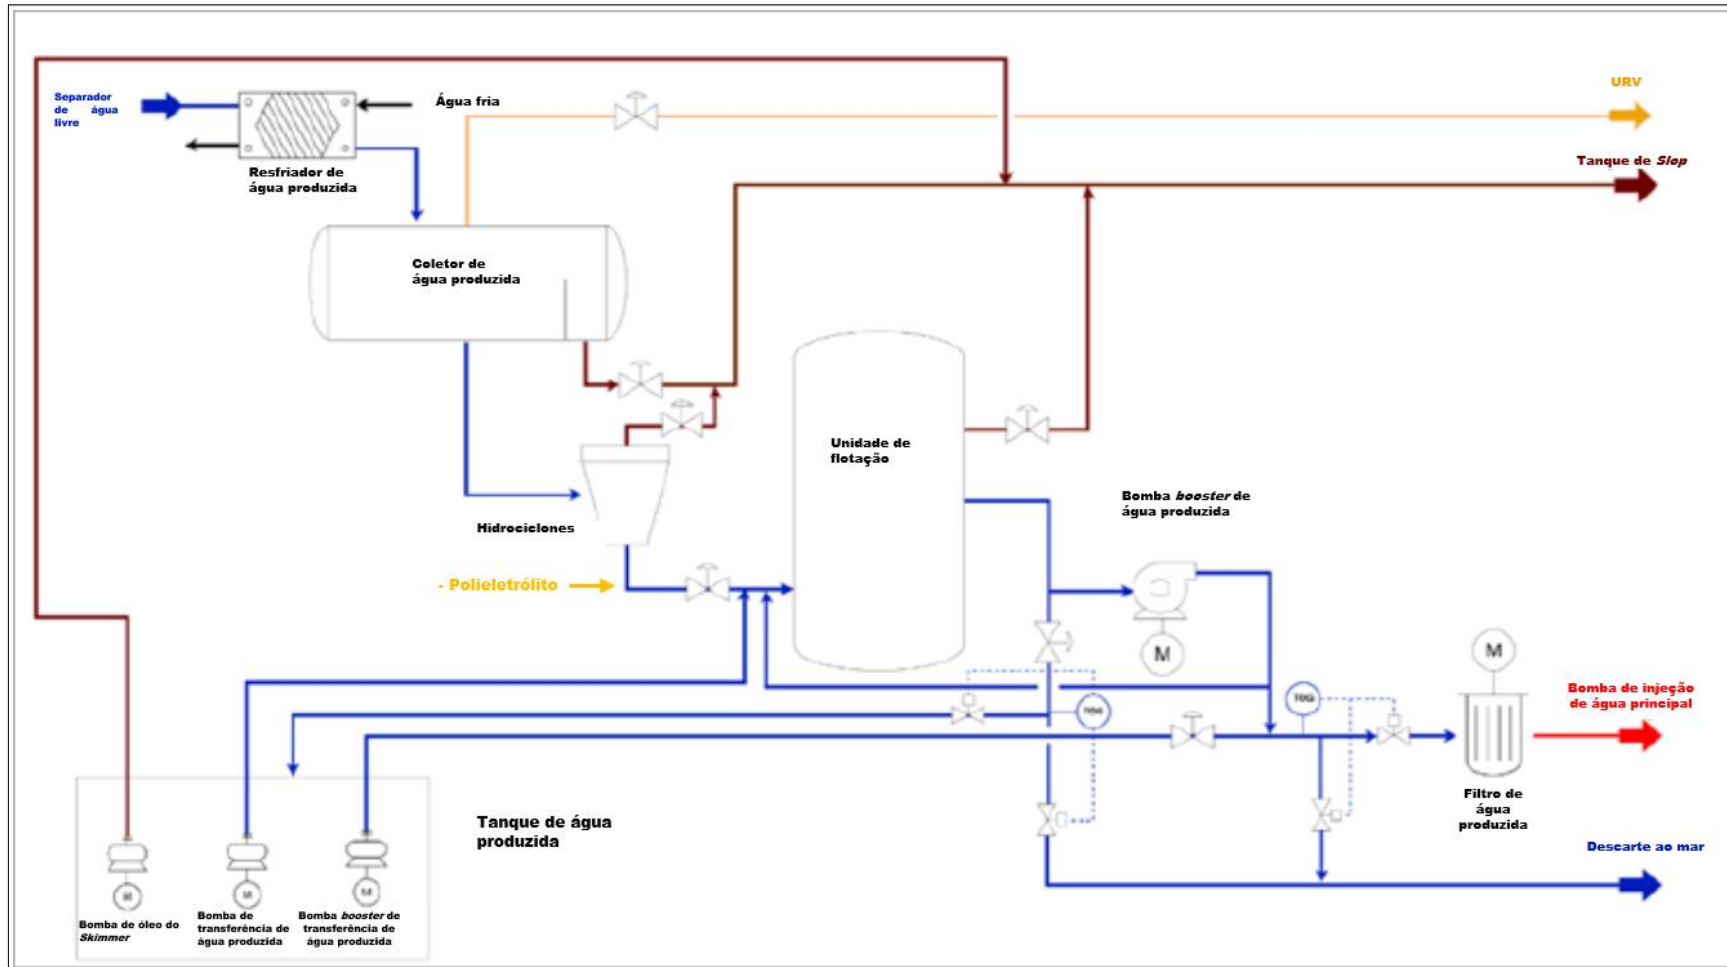 URV
Separador
de água
livre
Água fria
Tanque de Slop
Resfriador de
água produzida
Coletor de
água produzida
Unidade de
flotação
Bomba booster de
água produzida
Hidrociclones
- Polieletrólito
M
M
Bomba de injeção
de água principal
TOG
Filtro de
água
produzida
Tanque de água
produzida
Descarte ao mar
M
M
M
Bomba de óleo do
Skimmer
Bomba de
transferência de
água produzida
Bomba booster de
transferência de
água produzida